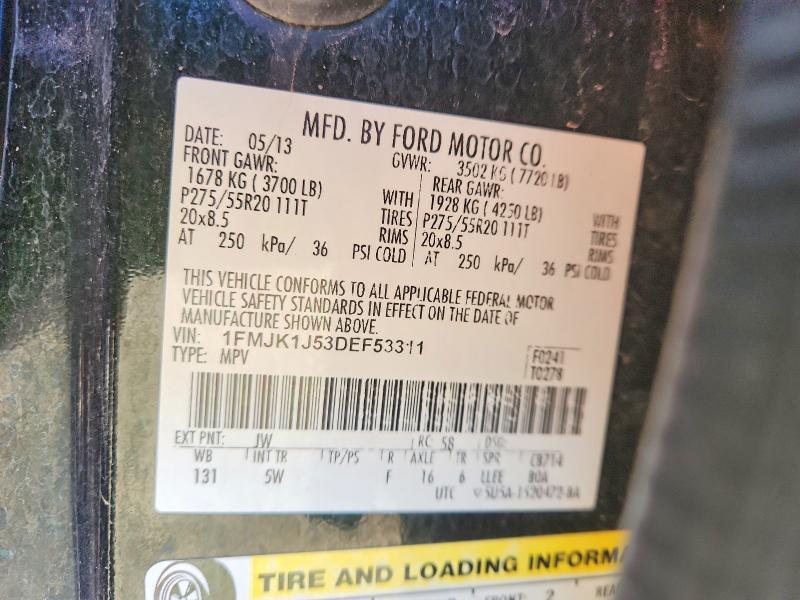 MFD. BY FORD MOTOR CO.
DATE: 05/13 GVWR: 3502 KG ( 7720 LB)
FRONT GAWR: REAR GAWR:
1678 KG ( 3700 LB) WITH 1928 KG ( 4250 LB) WITH
P275/55R20 111T TIRES P275/55R20 111T TIRES
20x8.5 RIMS 20x8.5 RIMS
AT 250 kPa/ 36 PSI COLD AT 250 kPa/ 36 PSI COLD
THIS VEHICLE CONFORMS TO ALL APPLICABLE FEDERAL MOTOR
VEHICLE SAFETY STANDARDS IN EFFECT ON THE DATE OF
MANUFACTURE SHOWN ABOVE.
VIN: 1FMJK1J53DEF53311
TYPE: MPV
F0241
T0278
EXT PNT: JW RC: 58 DSO:
WB INT TR TP/PS R AXLE TR SPR C8714
131 5W F 16 6 LLEE
UTC
TIRE AND LOADING INFORMA
2 REA